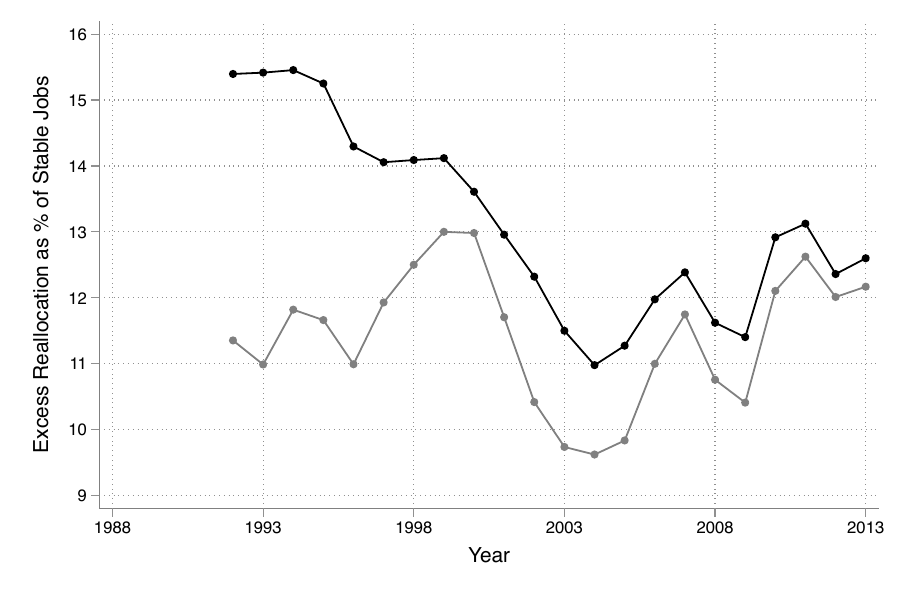 16
15
14
13
12
11
10
9
Excess Reallocation as % of Stable Jobs
1988 1993 1998 2003 2008 2013
Year